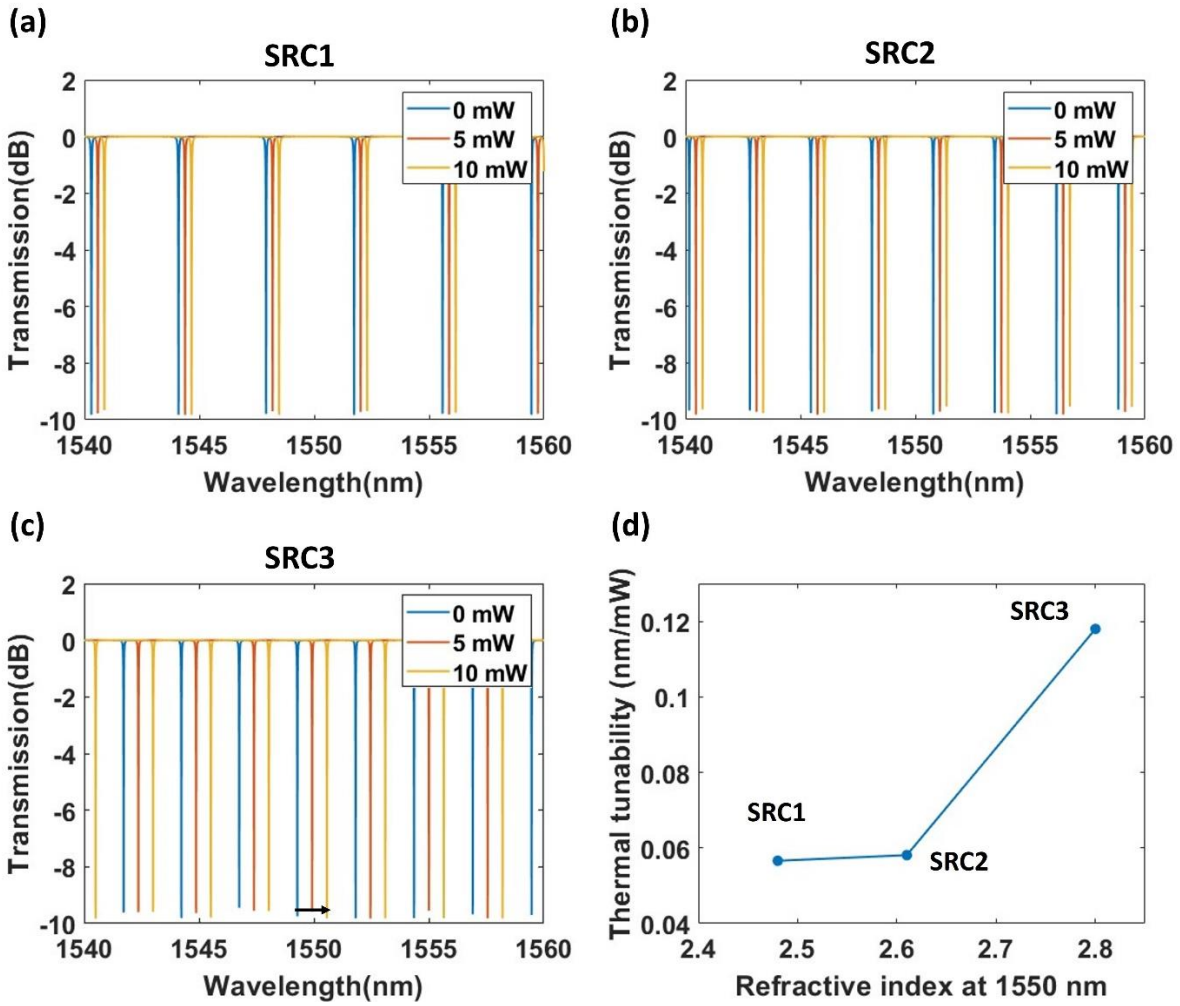 (a)
SRC1
2
0
-2
-4
-6
-8
-10
Transmission(dB)
0 mW
5 mW
10 mW
1540 1545 1550 1555 1560
Wavelength(nm)
(b)
SRC2
2
0
-2
-4
-6
-8
-10
Transmission(dB)
0 mW
5 mW
10 mW
1540 1545 1550 1555 1560
Wavelength(nm)
(c)
SRC3
2
0
-2
-4
-6
-8
-10
Transmission(dB)
0 mW
5 mW
10 mW
1540 1545 1550 1555 1560
Wavelength(nm)
(d)
Thermal tunability (nm/mW)
0.12
0.1
0.08
0.06
0.04
SRC3
SRC1
SRC2
2.4 2.5 2.6 2.7 2.8
Refractive index at 1550 nm